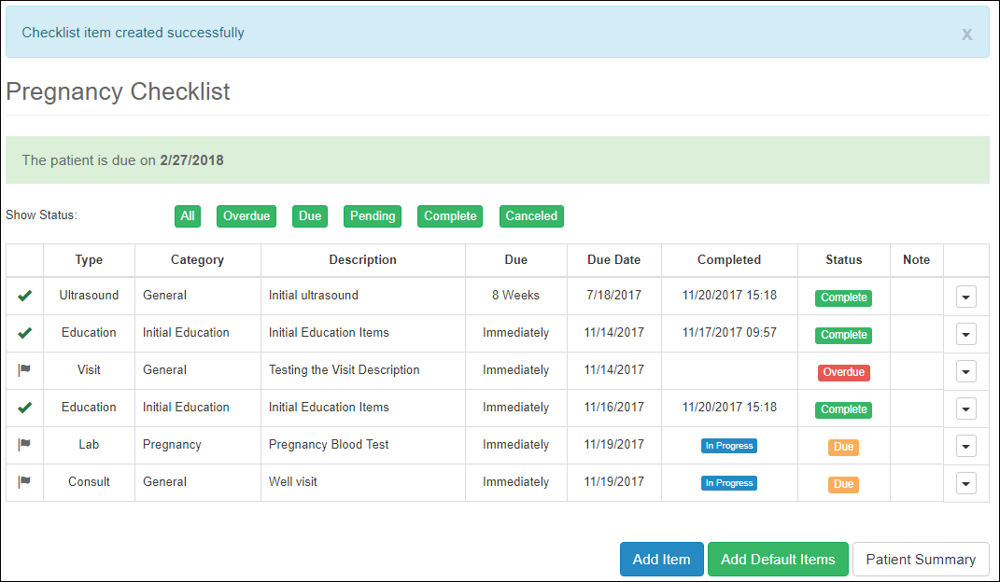 Checklist item created successfully x
Pregnancy Checklist
The patient is due on 2/27/2018
Show Status: All Overdue Due Pending Complete Canceled
Type Category Description Due Due Date Completed Status Note
Ultrasound General Initial ultrasound 8 Weeks 7/18/2017 11/20/2017 15:18 Complete
Education Initial Education Initial Education Items Immediately 11/14/2017 11/17/2017 09:57 Complete
Visit General Testing the Visit Description Immediately 11/14/2017 Overdue
Education Initial Education Initial Education Items Immediately 11/16/2017 11/20/2017 15:18 Complete
Lab Pregnancy Pregnancy Blood Test Immediately 11/19/2017 In Progress Due
Consult General Well visit Immediately 11/19/2017 In Progress Due
Add Item Add Default Items Patient Summary